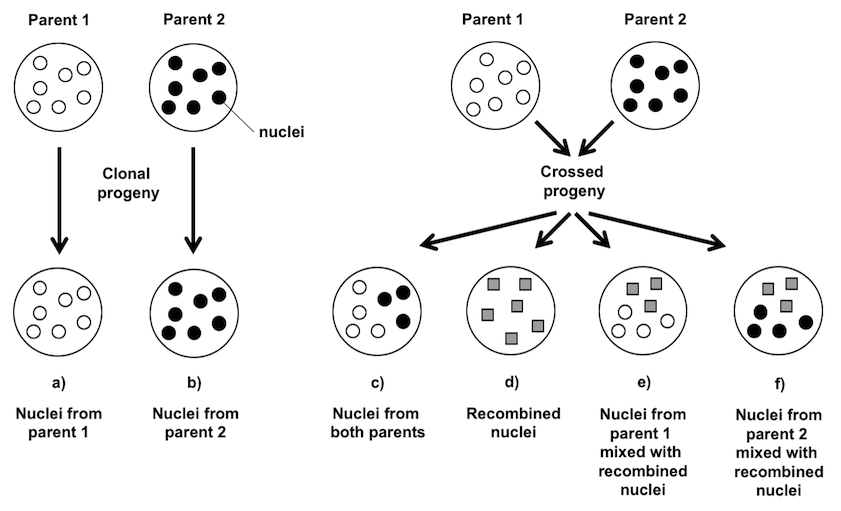 Parent 1
Parent 2
Parent 1
Parent 2
nuclei
Clonal
progeny
Crossed
progeny
a)
b)
c)
d)
e)
f)
Nuclei from
parent 1
Nuclei from
parent 2
Nuclei from
both parents
Recombined
nuclei
Nuclei from
parent 1
mixed with
recombined
nuclei
Nuclei from
parent 2
mixed with
recombined
nuclei